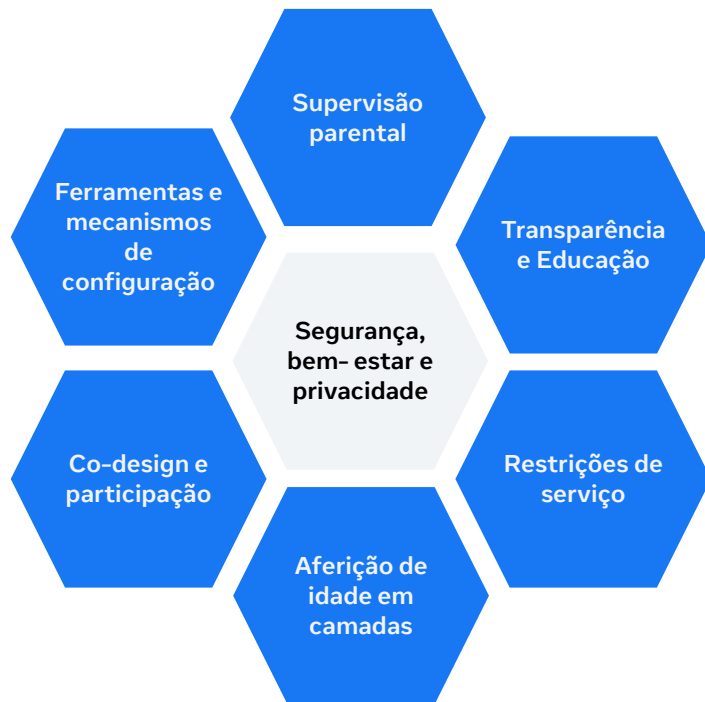 Supervisão
parental
Ferramentas e
mecanismos
de
configuração
Transparência
e Educação
Segurança,
bem- estar e
privacidade
Co-design e
participação
Restrições de
serviço
Aferição de
idade em
camadas